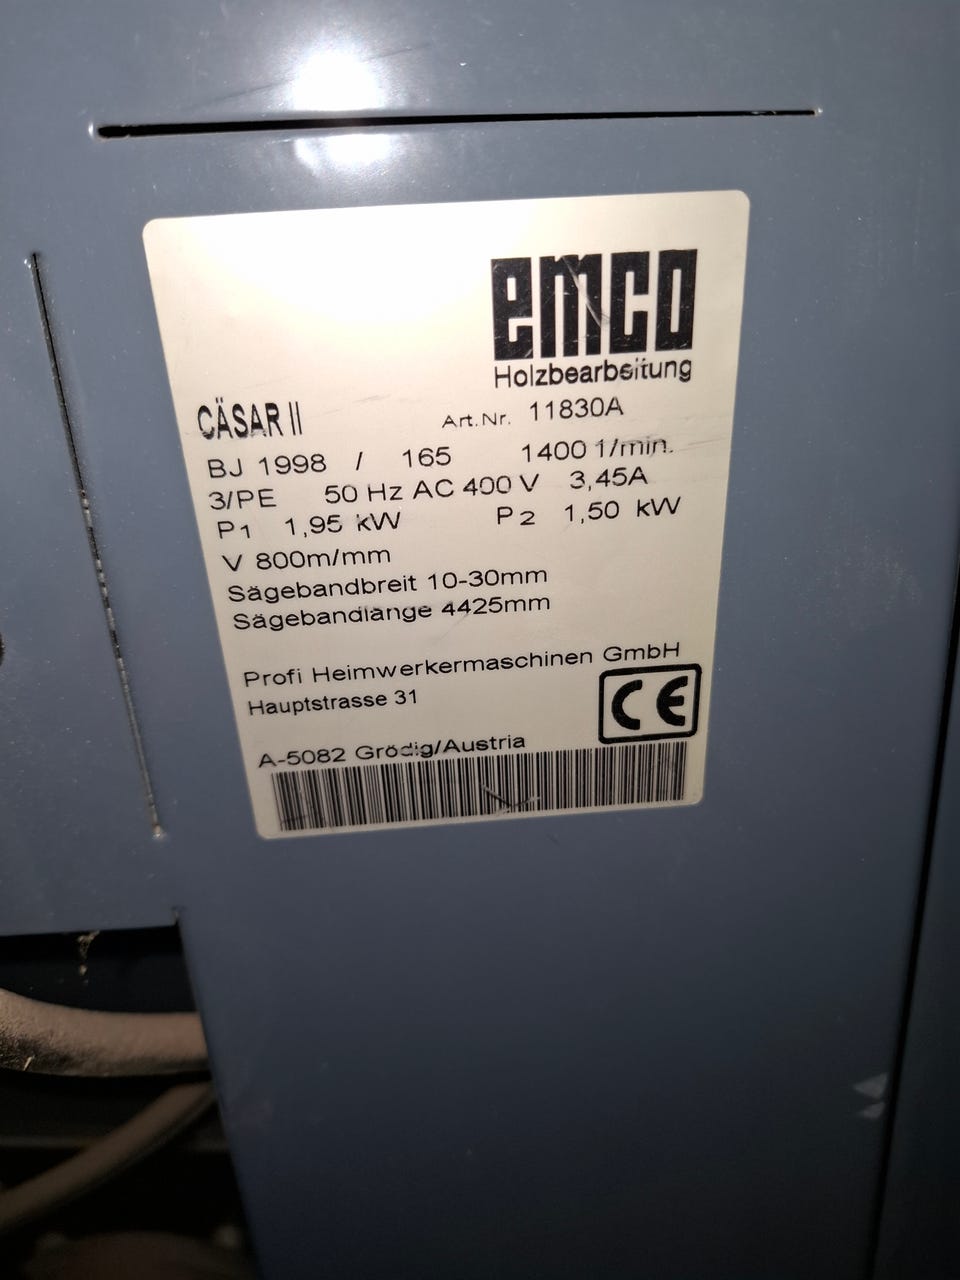 emco
Holzbearbeitung
CÄSAR II Art.Nr. 11830A
BJ 1998 / 165 1400 1/min.
3/PE 50 Hz AC 400 V 3,45A
P1 1,95 kW P2 1,50 kW
V 800m/mm
Sägebandbreit 10-30mm
Sägebandlänge 4425mm
Profi Heimwerkermaschinen GmbH
Hauptstrasse 31
CE
A-5082 Grödig/Austria